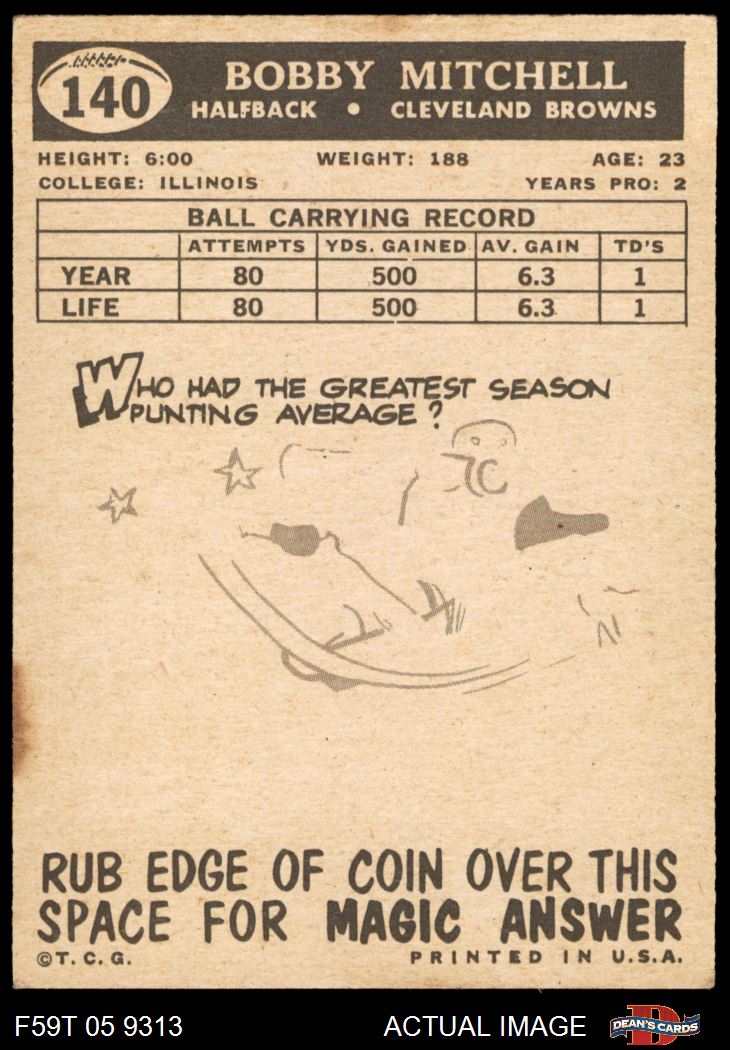 140
BOBBY MITCHELL
HALFBACK • CLEVELAND BROWNS
HEIGHT: 6:00 WEIGHT: 188 AGE: 23
COLLEGE: ILLINOIS YEARS PRO: 2
BALL CARRYING RECORD
ATTEMPTS YDS. GAINED AV. GAIN TD'S
YEAR 80 500 6.3 1
LIFE 80 500 6.3 1
WHO HAD THE GREATEST SEASON
PUNTING AVERAGE?
RUB EDGE OF COIN OVER THIS
SPACE FOR MAGIC ANSWER
©T.C.G. PRINTED IN U.S.A.
F59T 05 9313 ACTUAL IMAGE DEAN'S CARDS